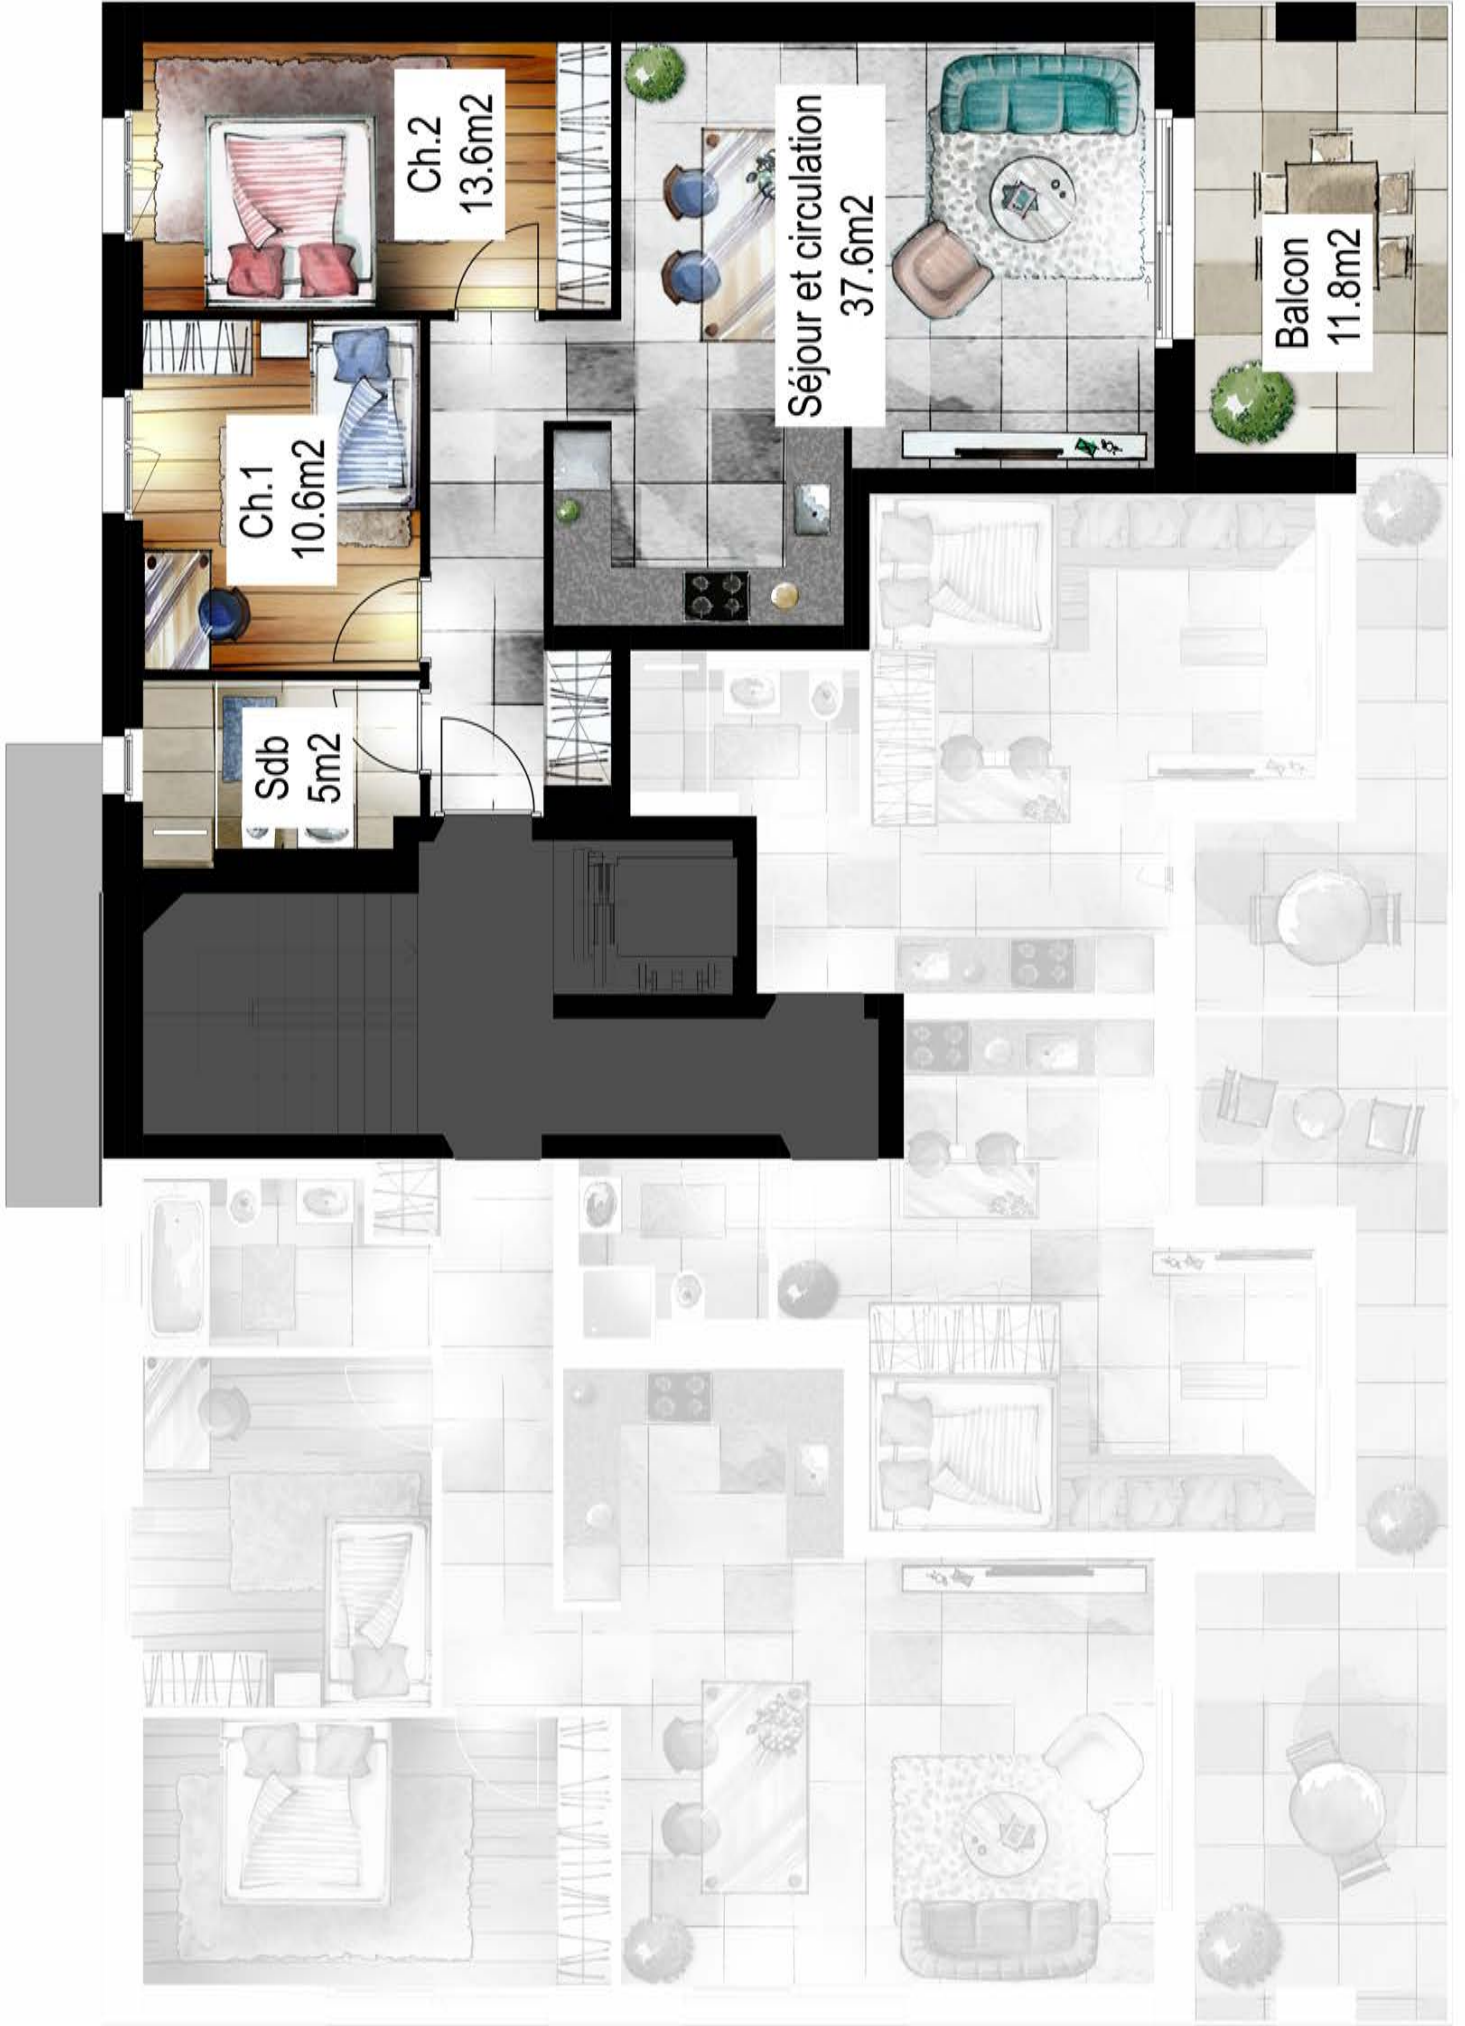 Ch.2
13.6m2
Séjour et circulation
37.6m2
Balcon
11.8m2
Ch.1
10.6m2
Sdb
5m2